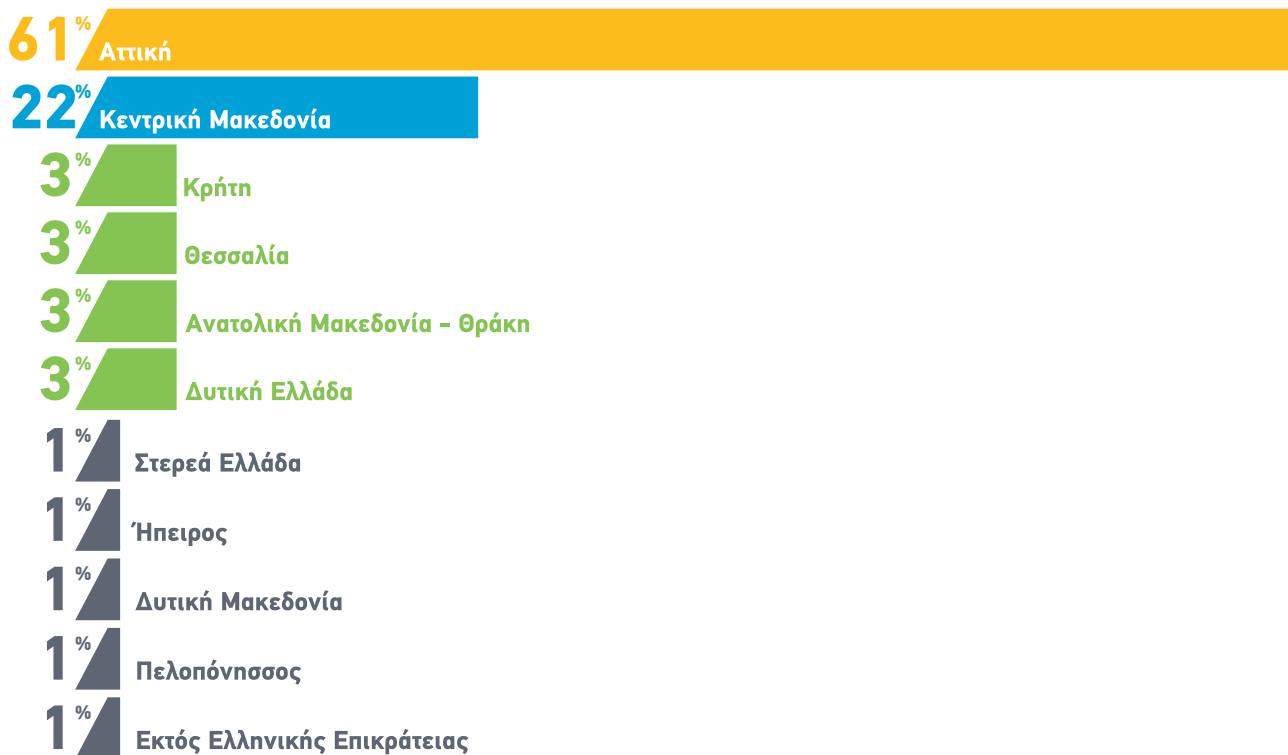 61% Αττική
22% Κεντρική Μακεδονία
3% Κρήτη
3% Θεσσαλία
3% Ανατολική Μακεδονία – Θράκη
3% Δυτική Ελλάδα
1% Στερεά Ελλάδα
1% Ήπειρος
1% Δυτική Μακεδονία
1% Πελοπόνησσος
1% Εκτός Ελληνικής Επικράτειας